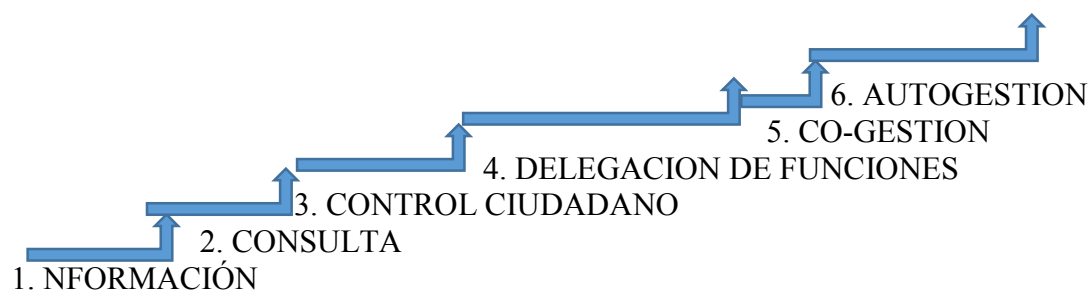 6. AUTOGESTION
5. CO-GESTION
4. DELEGACION DE FUNCIONES
3. CONTROL CIUDADANO
2. CONSULTA
1. NFORMACIÓN